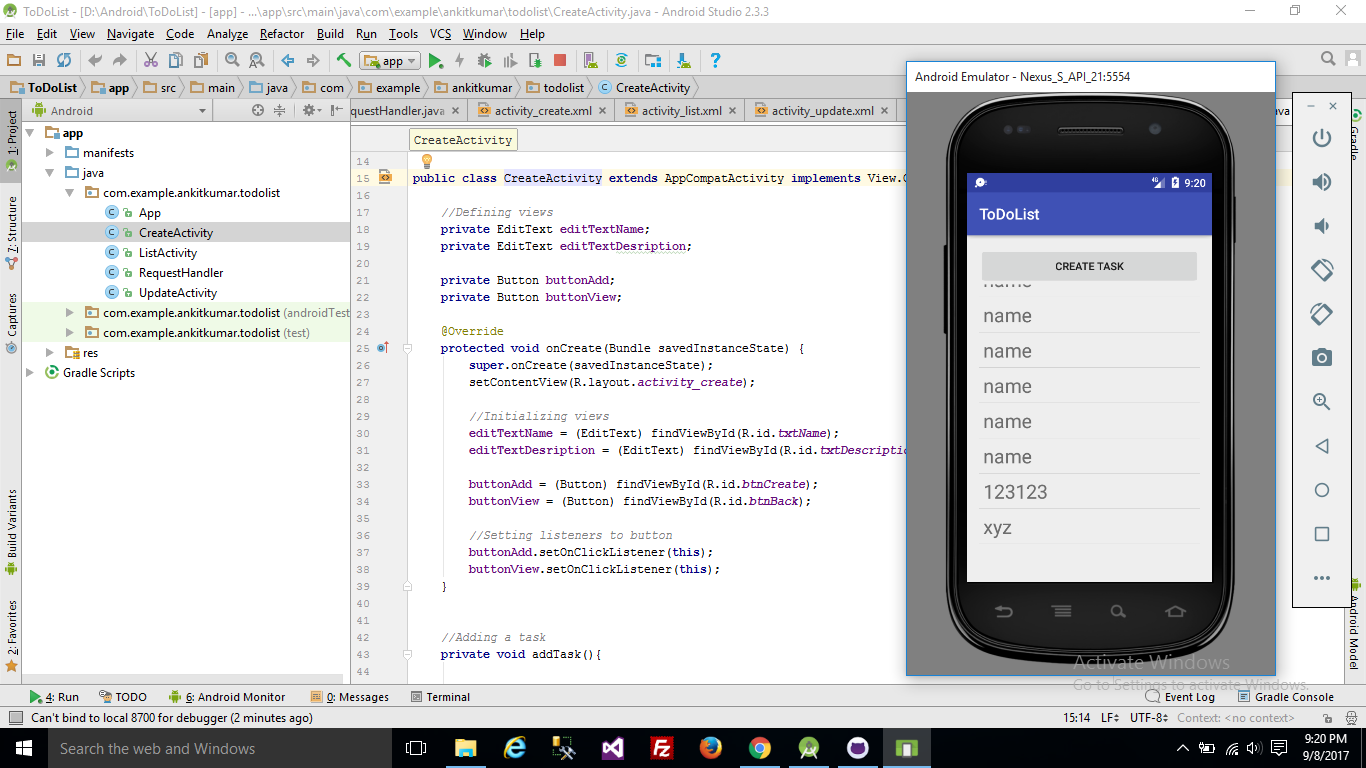 ToDoList - [D:\Android\ToDoList] - [app] - ...\app\src\main\java\com\example\ankitkumar\todolist\CreateActivity.java - Android Studio 2.3.3
File Edit View Navigate Code Analyze Refactor Build Run Tools VCS Window Help
app
ToDoList app src main java com example ankitkumar todolist CreateActivity
Android
questHandler.java activity_create.xml activity_list.xml activity_update.xml
1: Project
7: Structure
Captures
Build Variants
2: Favorites
app
manifests
java
com.example.ankitkumar.todolist
App
CreateActivity
ListActivity
RequestHandler
UpdateActivity
com.example.ankitkumar.todolist (androidTest
com.example.ankitkumar.todolist (test)
res
Gradle Scripts
CreateActivity
14
15 public class CreateActivity extends AppCompatActivity implements View.
16
17 //Defining views
18 private EditText editTextName;
19 private EditText editTextDesription;
20
21 private Button buttonAdd;
22 private Button buttonView;
23
24 @Override
25 protected void onCreate(Bundle savedInstanceState) {
26 super.onCreate(savedInstanceState);
27 setContentView(R.layout.activity_create);
28
29 //Initializing views
30 editTextName = (EditText) findViewById(R.id.txtName);
31 editTextDesription = (EditText) findViewById(R.id.txtDescriptio
32
33 buttonAdd = (Button) findViewById(R.id.btnCreate);
34 buttonView = (Button) findViewById(R.id.btnBack);
35
36 //Setting listeners to button
37 buttonAdd.setOnClickListener(this);
38 buttonView.setOnClickListener(this);
39 }
40
41
42 //Adding a task
43 private void addTask(){
44
Android Emulator - Nexus_S_API_21:5554
4G 9:20
ToDoList
CREATE TASK
name
name
name
name
name
name
123123
xyz
ava
Gradle
Android Model
Activate Windows
Go to Settings to activate Windows.
4: Run TODO 6: Android Monitor 0: Messages Terminal Event Log Gradle Console
Can't bind to local 8700 for debugger (2 minutes ago) 15:14 LF UTF-8 Context: <no context>
Search the web and Windows
9:20 PM
9/8/2017